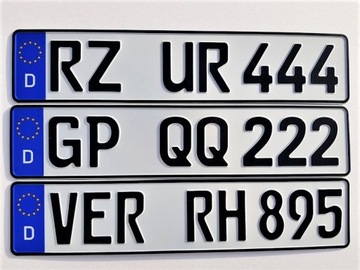 D RZ UR 444
D GP QQ 222
D VER RH 895